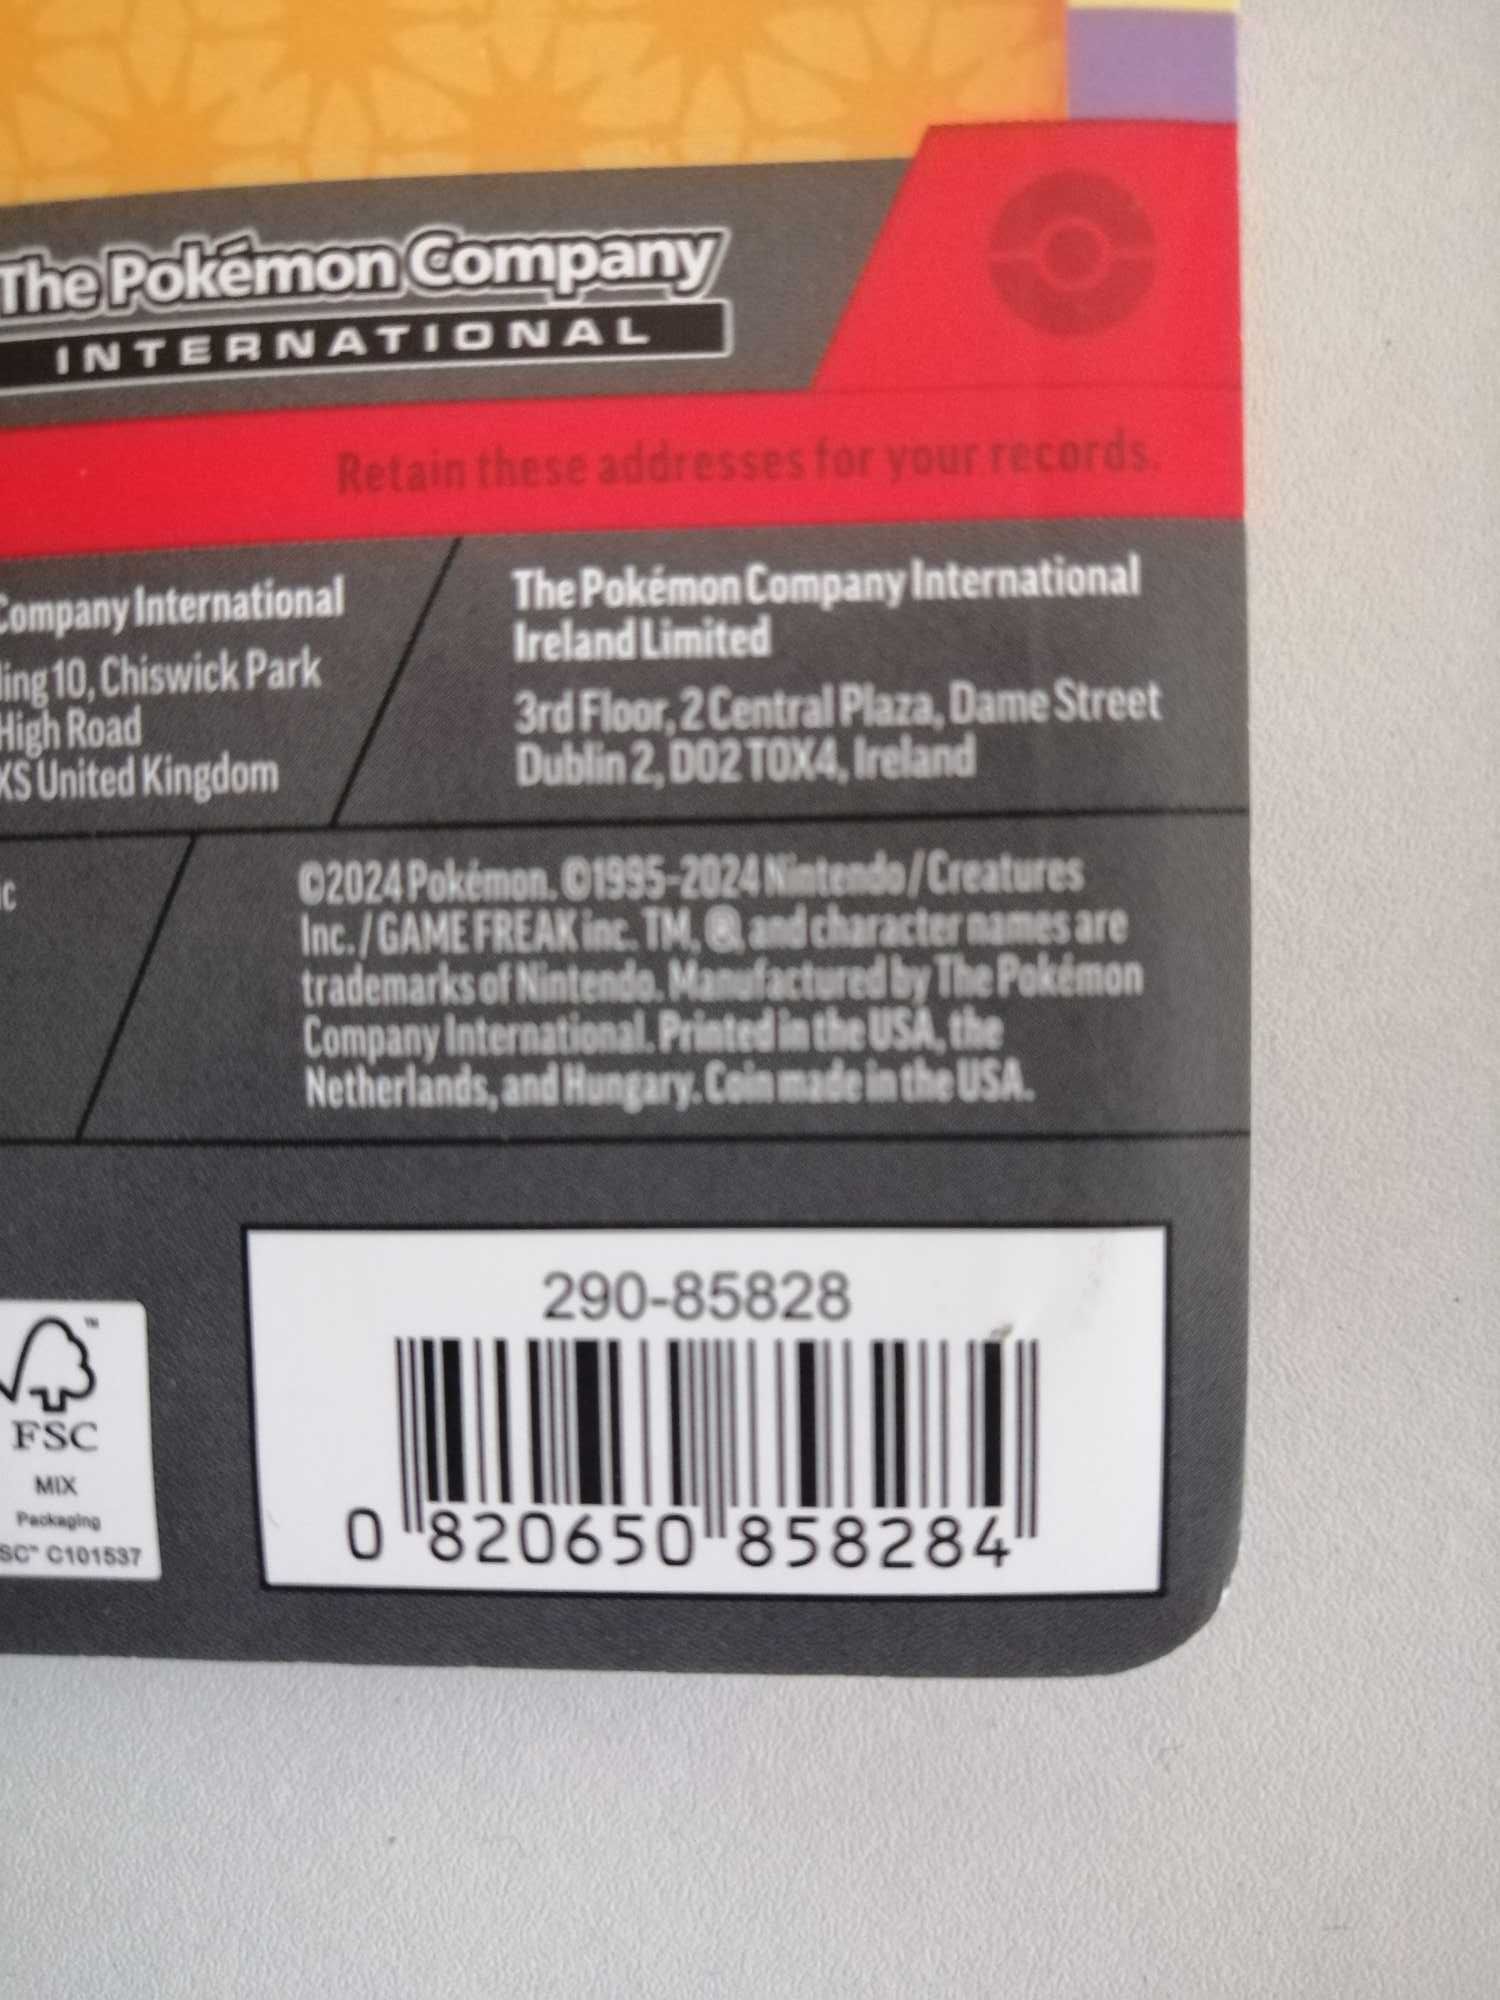 The Pokémon Company
INTERNATIONAL
Retain these addresses for your records.
Company International
ing 10, Chiswick Park
High Road
XS United Kingdom
The Pokémon Company International
Ireland Limited
3rd Floor, 2 Central Plaza, Dame Street
Dublin 2, D02 T0X4, Ireland
ic
©2024 Pokémon. ©1995–2024 Nintendo / Creatures
Inc. / GAME FREAK inc. TM, ®, and character names are
trademarks of Nintendo. Manufactured by The Pokémon
Company International. Printed in the USA, the
Netherlands, and Hungary. Coin made in the USA.
™
FSC
MIX
Packaging
SC™ C101537
290-85828
0 820650 858284